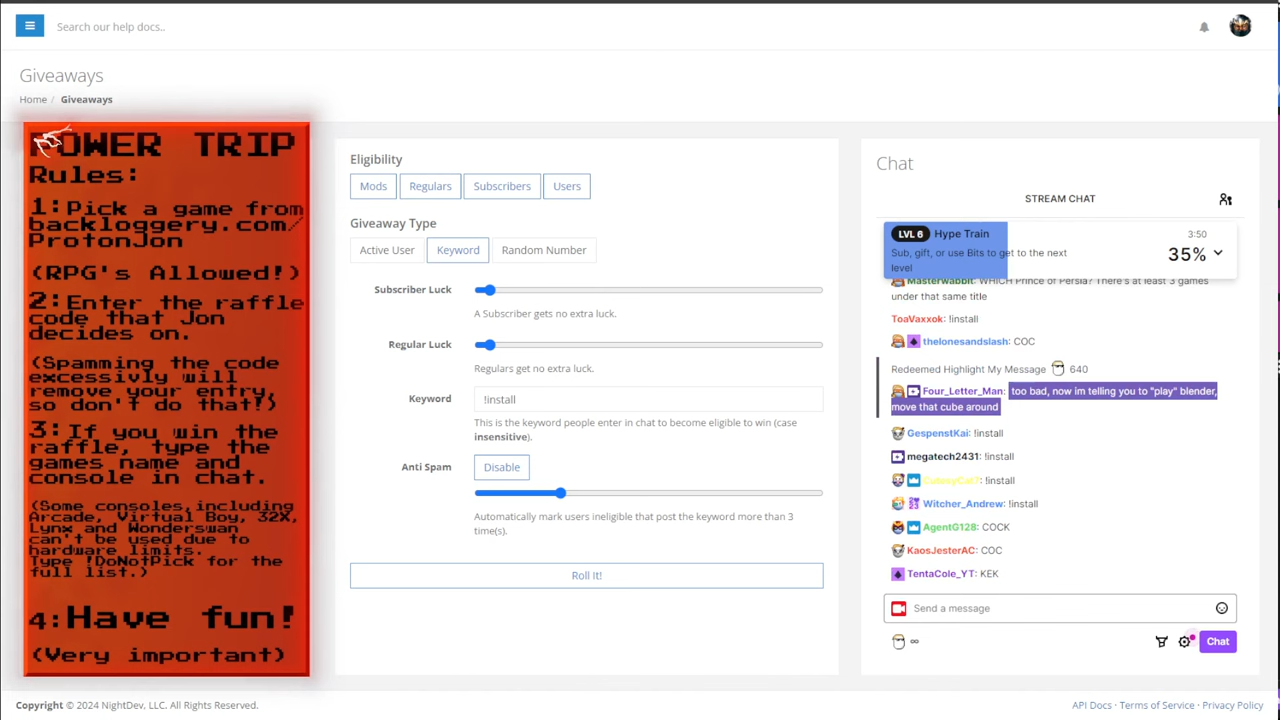 Search our help docs..
Giveaways
Home / Giveaways
POWER TRIP
Rules:
1:Pick a game from
backloggery.com/
ProtonJon
(RPG's Allowed!)
2:Enter the raffle
code that Jon
decides on.
(Spamming the code
excessivly will
remove your entry,
so don't do that!)
3:If you win the
raffle, type the
games name and
console in chat.
(Some consoles,including
Arcade, Virtual Boy, 32X,
Lynx and Wonderswan
can't be used due to
hardware limits.
Type !DoNotPick for the
full list.)
4:Have fun!
(Very important)
Eligibility
Mods Regulars Subscribers Users
Giveaway Type
Active User Keyword Random Number
Subscriber Luck
A Subscriber gets no extra luck.
Regular Luck
Regulars get no extra luck.
Keyword !install
This is the keyword people enter in chat to become eligible to win (case
insensitive).
Anti Spam Disable
Automatically mark users ineligible that post the keyword more than 3
time(s).
Roll It!
Chat
STREAM CHAT
LVL 6 Hype Train 3:50
Sub, gift, or use Bits to get to the next
level
35%
Masterwabbit: WHICH Prince of Persia? There's at least 3 games
under that same title
ToaVaxxok: !install
thelonesandslash: COC
Redeemed Highlight My Message 640
Four_Letter_Man: too bad, now im telling you to "play" blender,
move that cube around
GespenstKai: !install
megatech2431: !install
: !install
Witcher_Andrew: !install
AgentG128: COCK
KaosJesterAC: COC
TentaCole_YT: KEK
Send a message
∞
Chat
Copyright © 2024 NightDev, LLC. All Rights Reserved.
API Docs · Terms of Service · Privacy Policy